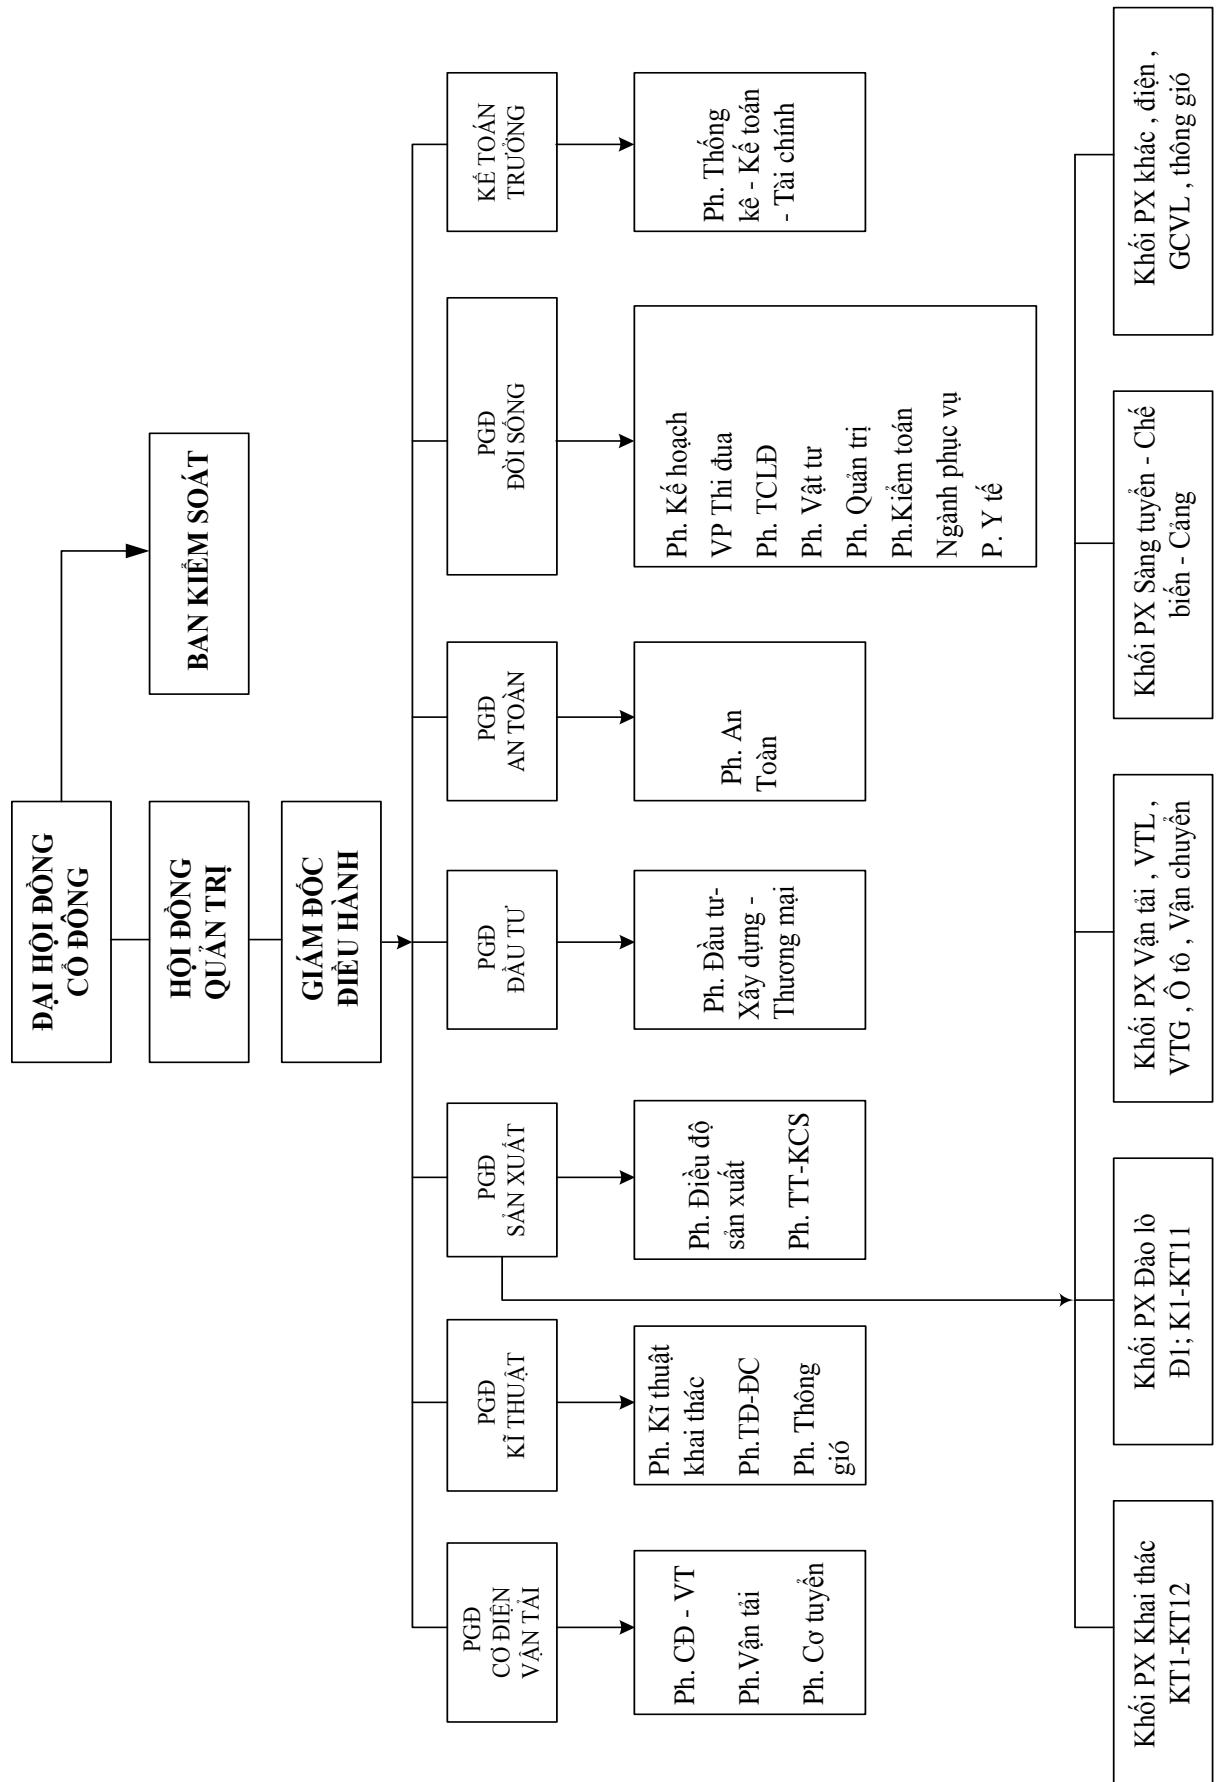 ĐẠI HỘI ĐỒNG
CỔ ĐÔNG
HỘI ĐỒNG
QUẢN TRỊ
BAN KIỂM SOÁT
GIÁM ĐỐC
ĐIỀU HÀNH
PGĐ
CƠ ĐIỆN
VẬN TẢI
PGĐ
KĨ THUẬT
PGĐ
SẢN XUẤT
PGĐ
ĐẦU TƯ
PGĐ
AN TOÀN
PGĐ
ĐỜI SỐNG
KẾ TOÁN
TRƯỞNG
Ph. CĐ - VT
Ph.Vận tải
Ph. Cơ tuyển
Ph. Kĩ thuật
khai thác
Ph.TĐ-ĐC
Ph. Thông
gió
Ph. Điều độ
sản xuất
Ph. TT-KCS
Ph. Đầu tư-
Xây dựng -
Thương mại
Ph. An
Toàn
Ph. Kế hoạch
VP Thi đua
Ph. TCLĐ
Ph. Vật tư
Ph. Quản trị
Ph.Kiểm toán
Ngành phục vụ
P. Y tế
Ph. Thống
kê - Kế toán
- Tài chính
Khối PX Khai thác
KT1-KT12
Khối PX Đào lò
Đ1; K1-KT11
Khối PX Vận tải , VTL ,
VTG , Ô tô , Vận chuyển
Khối PX Sàng tuyển - Chế
biến - Cảng
Khối PX khác , điện ,
GCVL , thông gió